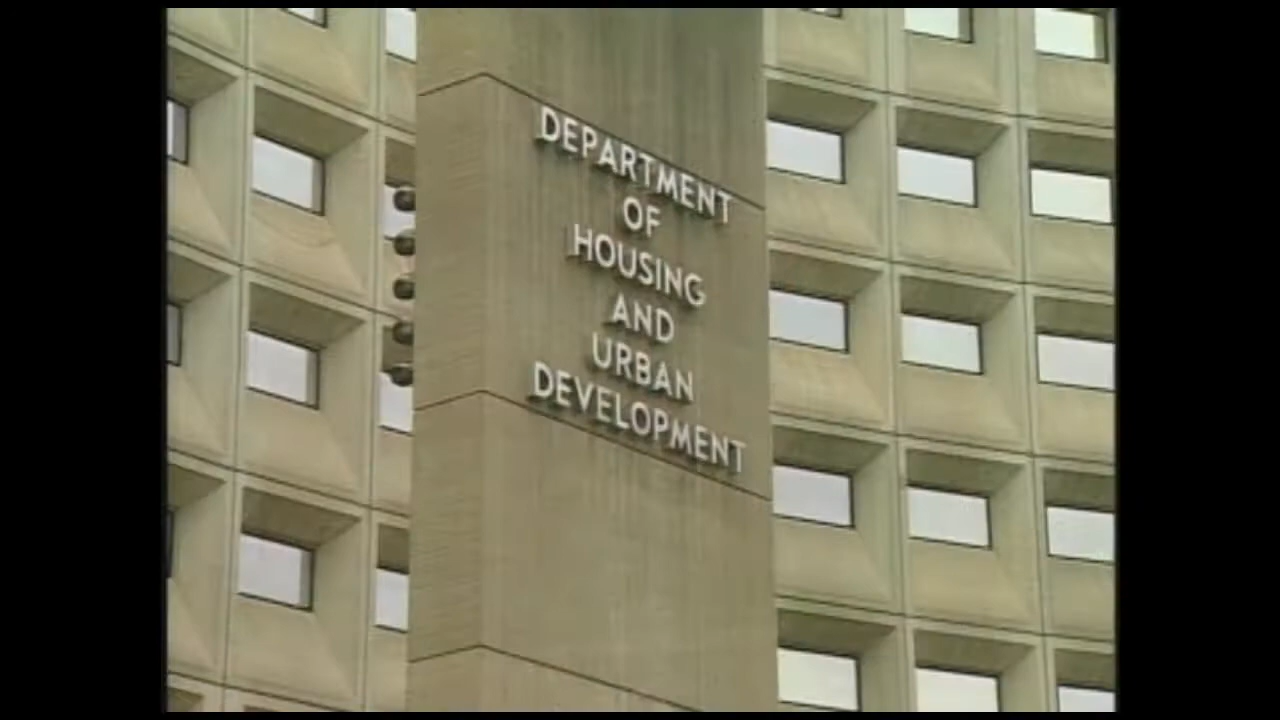 DEPARTMENT
OF
HOUSING
AND
URBAN
DEVELOPMENT